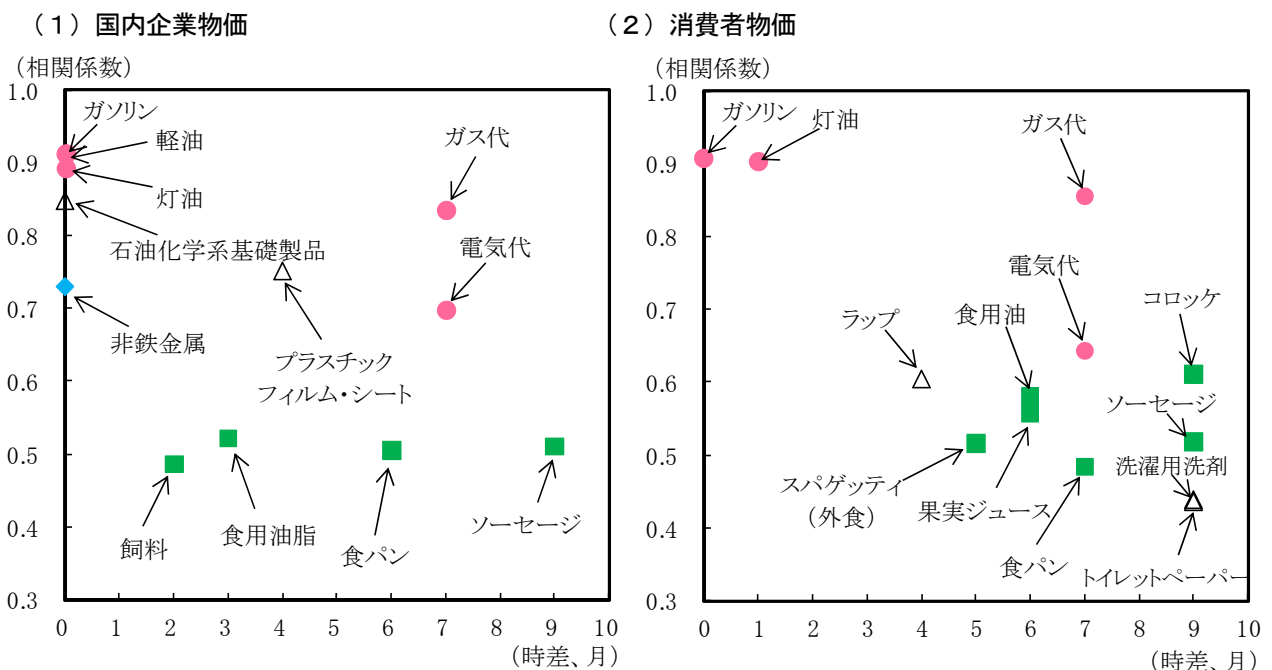 (1)国内企業物価
(相関係数)
1.0
0.9
0.8
0.7
0.6
0.5
0.4
0.3
ガソリン
軽油
灯油
石油化学系基礎製品
非鉄金属
ガス代
電気代
プラスチック
フィルム・シート
飼料
食用油脂
食パン
ソーセージ
0 1 2 3 4 5 6 7 8 9 10
(時差、月)
(2)消費者物価
(相関係数)
1.0
0.9
0.8
0.7
0.6
0.5
0.4
0.3
ガソリン
灯油
ガス代
電気代
コロッケ
食用油
ラップ
ソーセージ
洗濯用洗剤
スパゲッティ
(外食)
果実ジュース
食パン
トイレットペーパー
0 1 2 3 4 5 6 7 8 9 10
(時差、月)